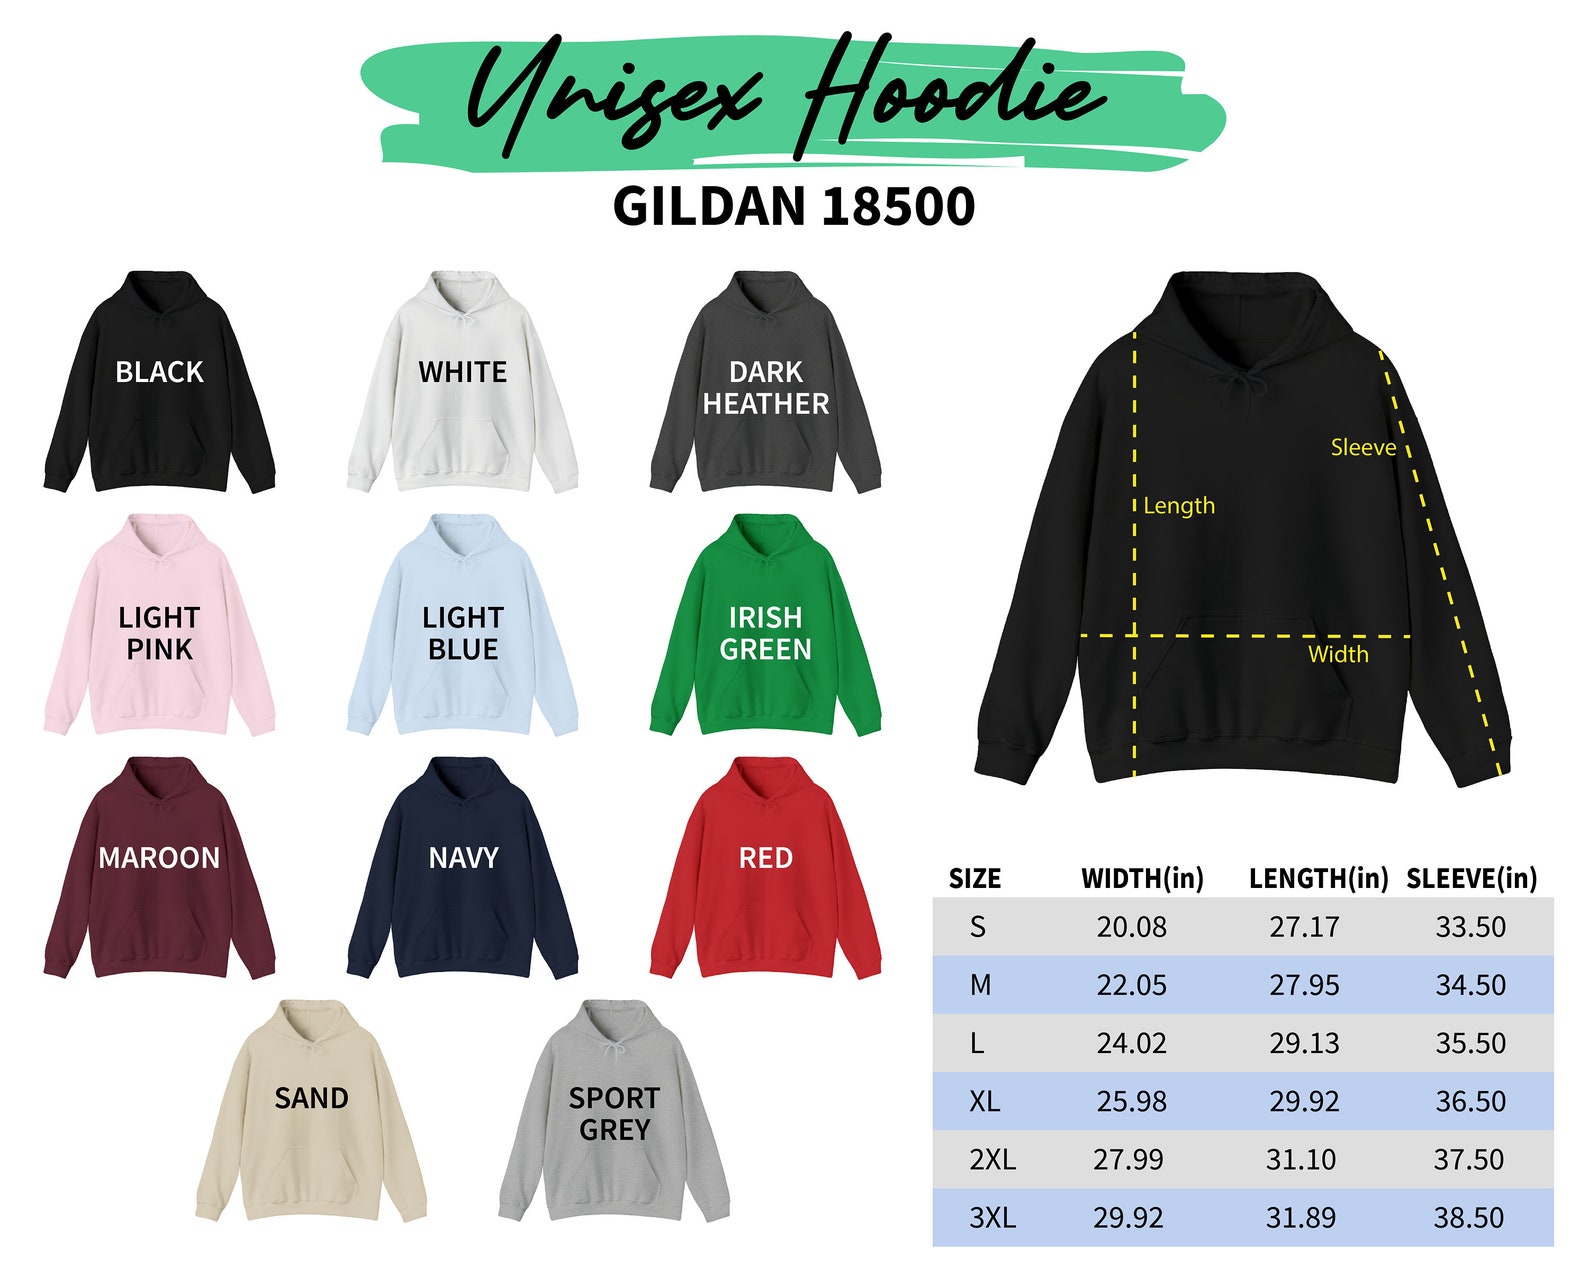 Unisex Hoodie
GILDAN 18500
BLACK
WHITE
DARK
HEATHER
LIGHT
PINK
LIGHT
BLUE
IRISH
GREEN
MAROON
NAVY
RED
SAND
SPORT
GREY
Sleeve
Length
Width
SIZE WIDTH(in) LENGTH(in) SLEEVE(in)
S 20.08 27.17 33.50
M 22.05 27.95 34.50
L 24.02 29.13 35.50
XL 25.98 29.92 36.50
2XL 27.99 31.10 37.50
3XL 29.92 31.89 38.50